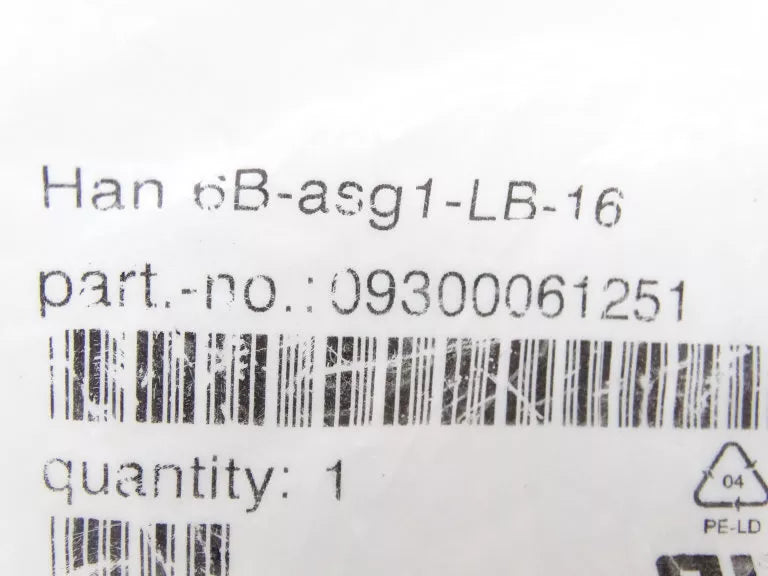 Han 6B-asg1-LB-16
part.-no.: 09300061251
quantity: 1
04
PE-LD